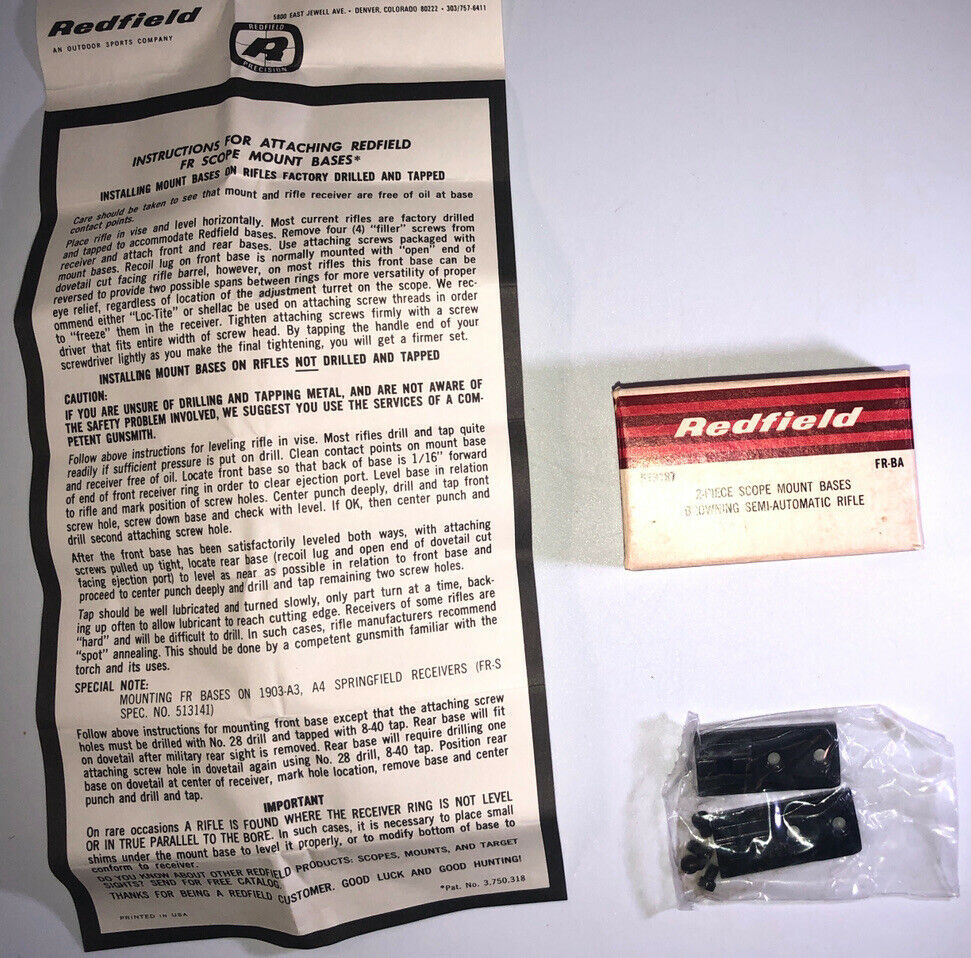 Redfield
AN OUTDOOR SPORTS COMPANY
5800 EAST JEWELL AVE. • DENVER, COLORADO 80222 • 303/757-6411
REDFIELD
R
PRECISION
INSTRUCTIONS FOR ATTACHING REDFIELD
FR SCOPE MOUNT BASES*
INSTALLING MOUNT BASES ON RIFLES FACTORY DRILLED AND TAPPED
Care should be taken to see that mount and rifle receiver are free of oil at base
contact points.
Place rifle in vise and level horizontally. Most current rifles are factory drilled
and tapped to accommodate Redfield bases. Remove four (4) "filler" screws from
receiver and attach front and rear bases. Use attaching screws packaged with
mount bases. Recoil lug on front base is normally mounted with "open" end of
dovetail cut facing rifle barrel, however, on most rifles this front base can be
reversed to provide two possible spans between rings for more versatility of proper
eye relief, regardless of location of the adjustment turret on the scope. We rec-
ommend either "Loc-Tite" or shellac be used on attaching screw threads in order
to "freeze" them in the receiver. Tighten attaching screws firmly with a screw
driver that fits entire width of screw head. By tapping the handle end of your
screwdriver lightly as you make the final tightening, you will get a firmer set.
INSTALLING MOUNT BASES ON RIFLES NOT DRILLED AND TAPPED
CAUTION:
IF YOU ARE UNSURE OF DRILLING AND TAPPING METAL, AND ARE NOT AWARE OF
THE SAFETY PROBLEM INVOLVED, WE SUGGEST YOU USE THE SERVICES OF A COM-
PETENT GUNSMITH.
Follow above instructions for leveling rifle in vise. Most rifles drill and tap quite
readily if sufficient pressure is put on drill. Clean contact points on mount base
and receiver free of oil. Locate front base so that back of base is 1/16" forward
of end of front receiver ring in order to clear ejection port. Level base in relation
to rifle and mark position of screw holes. Center punch deeply, drill and tap front
screw hole, screw down base and check with level. If OK, then center punch and
drill second attaching screw hole.
After the front base has been satisfactorily leveled both ways, with attaching
screws pulled up tight, locate rear base (recoil lug and open end of dovetail cut
facing ejection port) to level as near as possible in relation to front base and
proceed to center punch deeply and drill and tap remaining two screw holes.
Tap should be well lubricated and turned slowly, only part turn at a time, back-
ing up often to allow lubricant to reach cutting edge. Receivers of some rifles are
"hard" and will be difficult to drill. In such cases, rifle manufacturers recommend
"spot" annealing. This should be done by a competent gunsmith familiar with the
torch and its uses.
SPECIAL NOTE:
MOUNTING FR BASES ON 1903-A3, A4 SPRINGFIELD RECEIVERS (FR-S
SPEC. NO. 513141)
Follow above instructions for mounting front base except that the attaching screw
holes must be drilled with No. 28 drill and tapped with 8-40 tap. Rear base will fit
on dovetail after military rear sight is removed. Rear base will require drilling one
attaching screw hole in dovetail again using No. 28 drill, 8-40 tap. Position rear
base on dovetail at center of receiver, mark hole location, remove base and center
punch and drill and tap.
IMPORTANT
On rare occasions A RIFLE IS FOUND WHERE THE RECEIVER RING IS NOT LEVEL
OR IN TRUE PARALLEL TO THE BORE. In such cases, it is necessary to place small
shims under the mount base to level it properly, or to modify bottom of base to
conform to receiver.
DO YOU KNOW ABOUT OTHER REDFIELD PRODUCTS: SCOPES, MOUNTS, AND TARGET
SIGHTS? SEND FOR FREE CATALOG.
THANKS FOR BEING A REDFIELD CUSTOMER. GOOD LUCK AND GOOD HUNTING!
*Pat. No. 3,750,318
PRINTED IN USA
Redfield
FR-BA
2-PIECE SCOPE MOUNT BASES
BROWNING SEMI-AUTOMATIC RIFLE